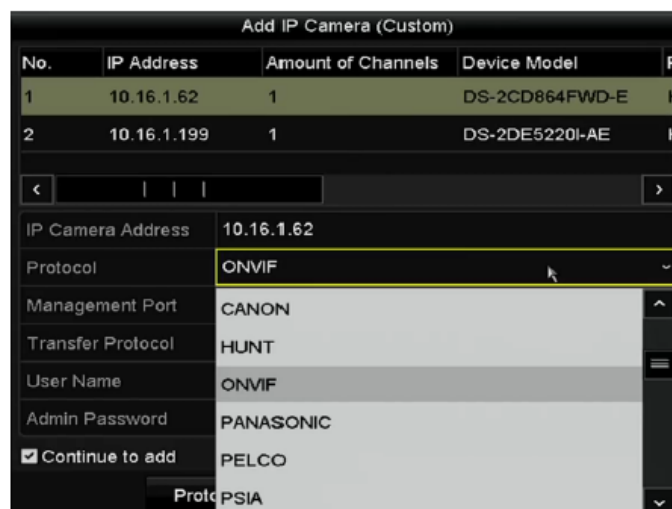 Add IP Camera (Custom)
No. IP Address Amount of Channels Device Model
1 10.16.1.62 1 DS-2CD864FWD-E
2 10.16.1.199 1 DS-2DE5220I-AE
IP Camera Address 10.16.1.62
Protocol ONVIF
Management Port CANON
Transfer Protocol HUNT
User Name ONVIF
Admin Password PANASONIC
Continue to add PELCO
Proto PSIA